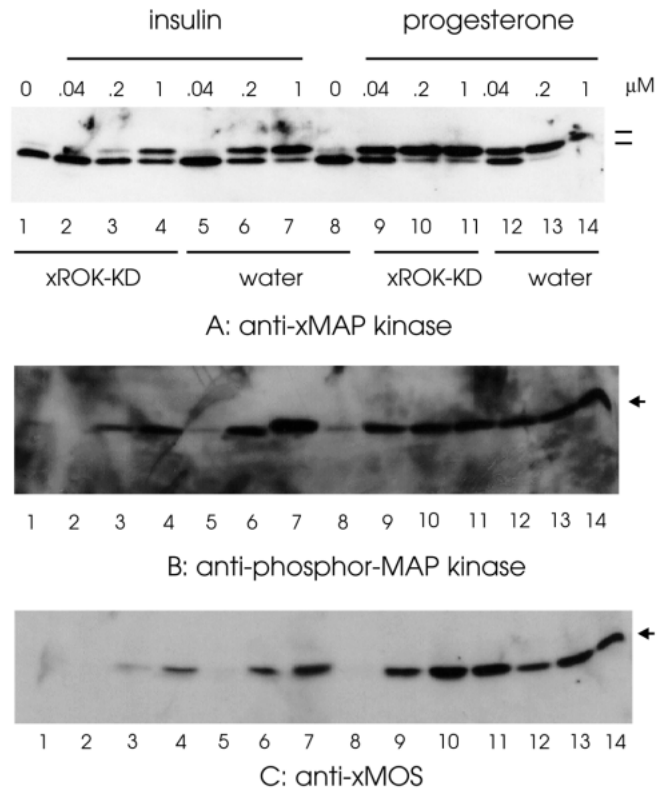 insulin progesterone
0 .04 .2 1 .04 .2 1 0 .04 .2 1 .04 .2 1 μM
1 2 3 4 5 6 7 8 9 10 11 12 13 14
xROK-KD water xROK-KD water
A: anti-xMAP kinase
1 2 3 4 5 6 7 8 9 10 11 12 13 14
B: anti-phosphor-MAP kinase
1 2 3 4 5 6 7 8 9 10 11 12 13 14
C: anti-xMOS